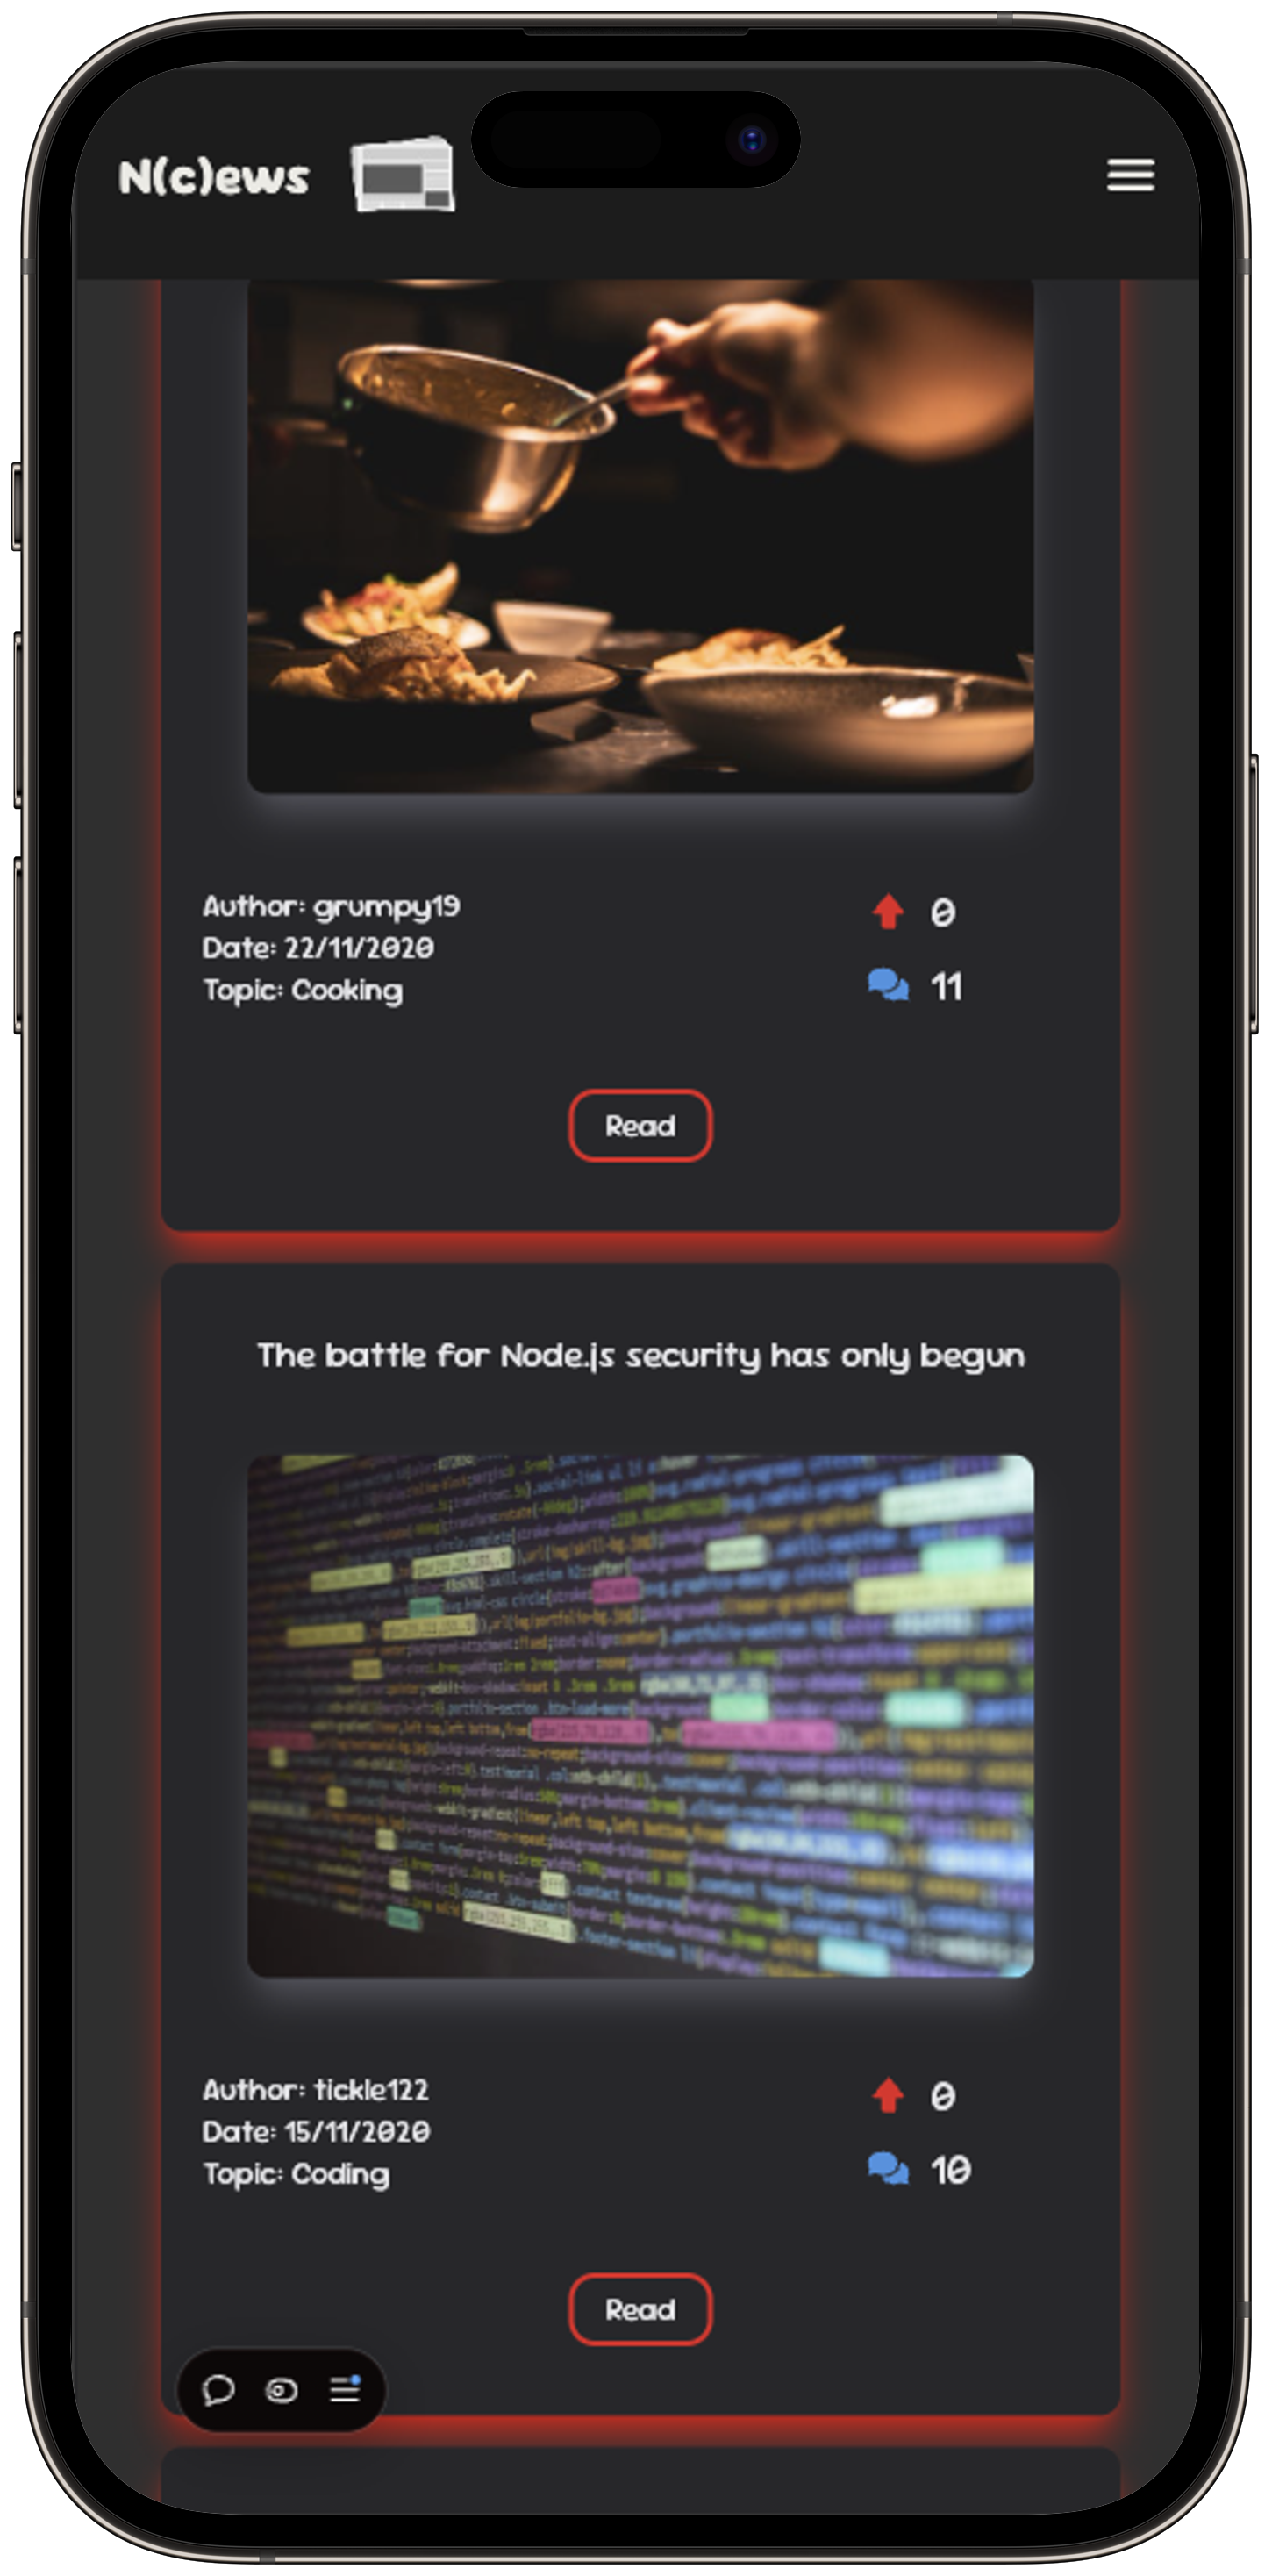 N(c)ews
Author: grumpy19
0
Date: 22/11/2020
Topic: Cooking
11
Read
The battle for Node.js security has only begun
Author: tickle122
0
Date: 15/11/2020
Topic: Coding
10
Read